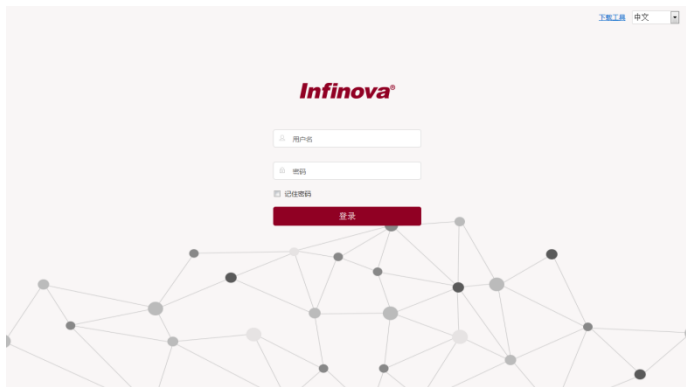 下载工具 中文
Infinova®
用户名
密码
记住密码
登录